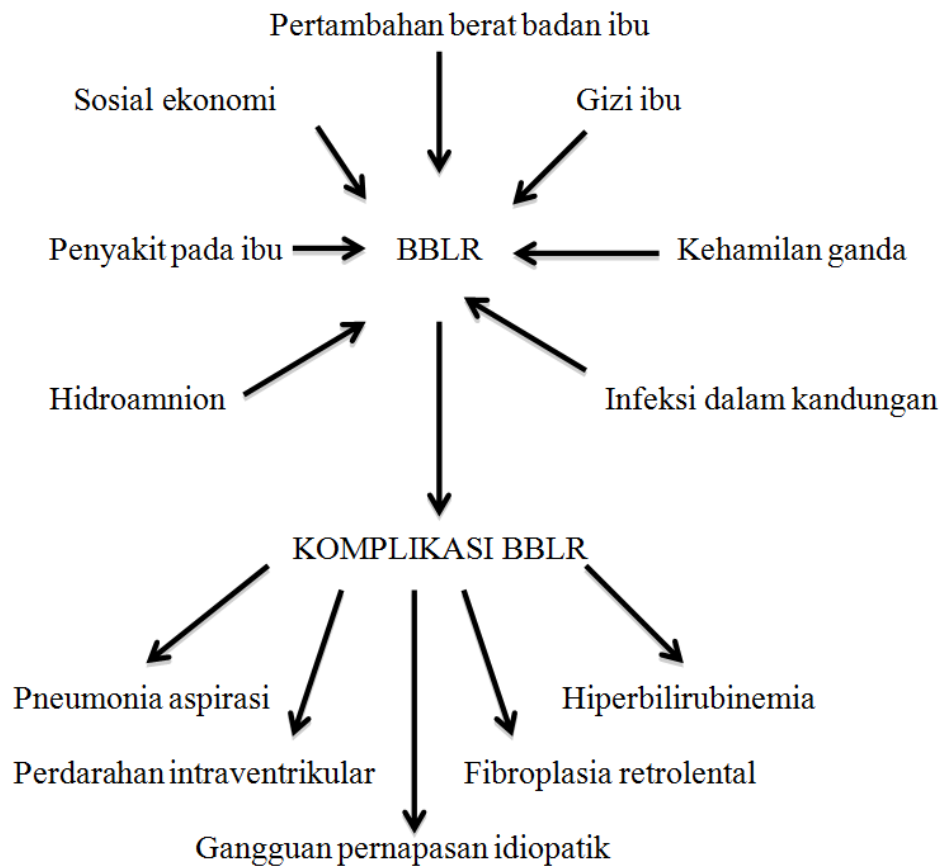 Pertambahan berat badan ibu
Sosial ekonomi
Gizi ibu
Penyakit pada ibu
BBLR
Kehamilan ganda
Hidroamnion
Infeksi dalam kandungan
KOMPLIKASI BBLR
Pneumonia aspirasi
Hiperbilirubinemia
Perdarahan intraventrikular
Fibroplasia retrolental
Gangguan pernapasan idiopatik